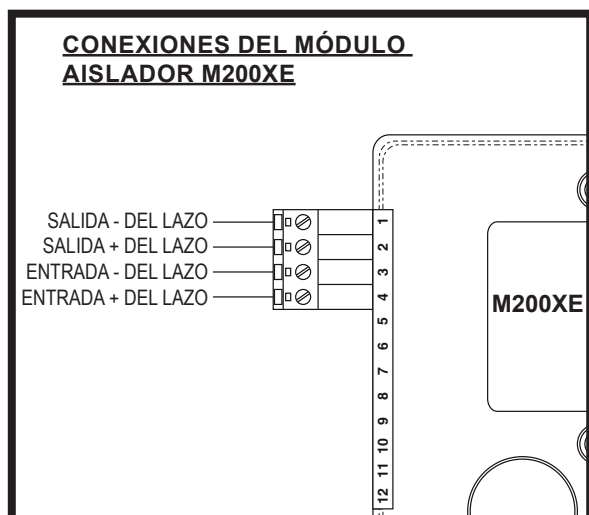 CONEXIONES DEL MÓDULO
AISLADOR M200XE
SALIDA - DEL LAZO
SALIDA + DEL LAZO
ENTRADA - DEL LAZO
ENTRADA + DEL LAZO
1
2
3
4
5
6
7
8
9
10
11
12
M200XE